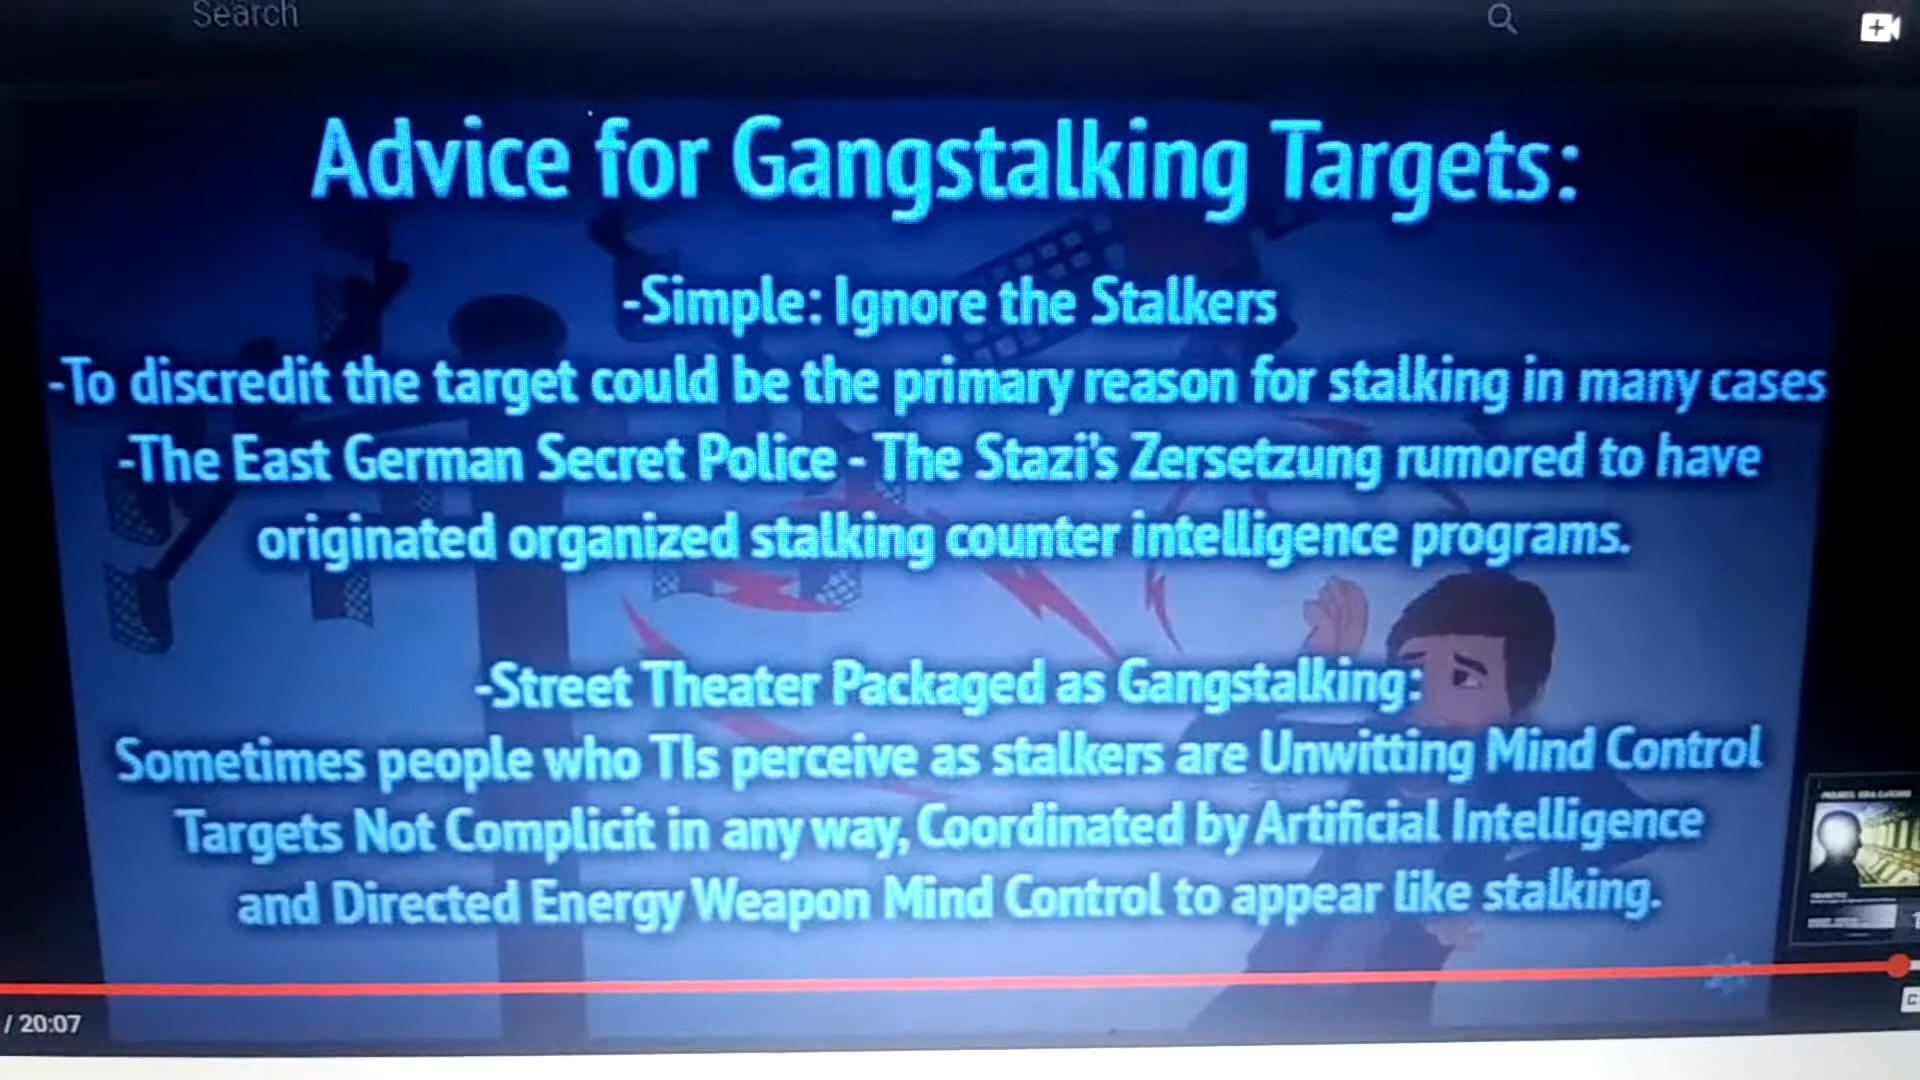 Search
Advice for Gangstalking Targets:
-Simple: Ignore the Stalkers
-To discredit the target could be the primary reason for stalking in many cases
-The East German Secret Police - The Stazi's Zersetzung rumored to have
originated organized stalking counter intelligence programs.
-Street Theater Packaged as Gangstalking:
Sometimes people who TIs perceive as stalkers are Unwitting Mind Control
Targets Not Complicit in any way, Coordinated by Artificial Intelligence
and Directed Energy Weapon Mind Control to appear like stalking.
/ 20:07